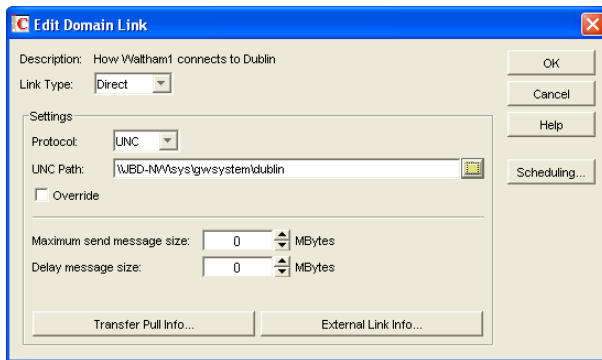 Edit Domain Link
Description: How Waltham1 connects to Dublin
Link Type: Direct
Settings
Protocol: UNC
UNC Path: \\JBD-NW\sys\gwsystem\dublin
Override
Maximum send message size: 0 MBytes
Delay message size: 0 MBytes
Transfer Pull Info... External Link Info...
OK
Cancel
Help
Scheduling...